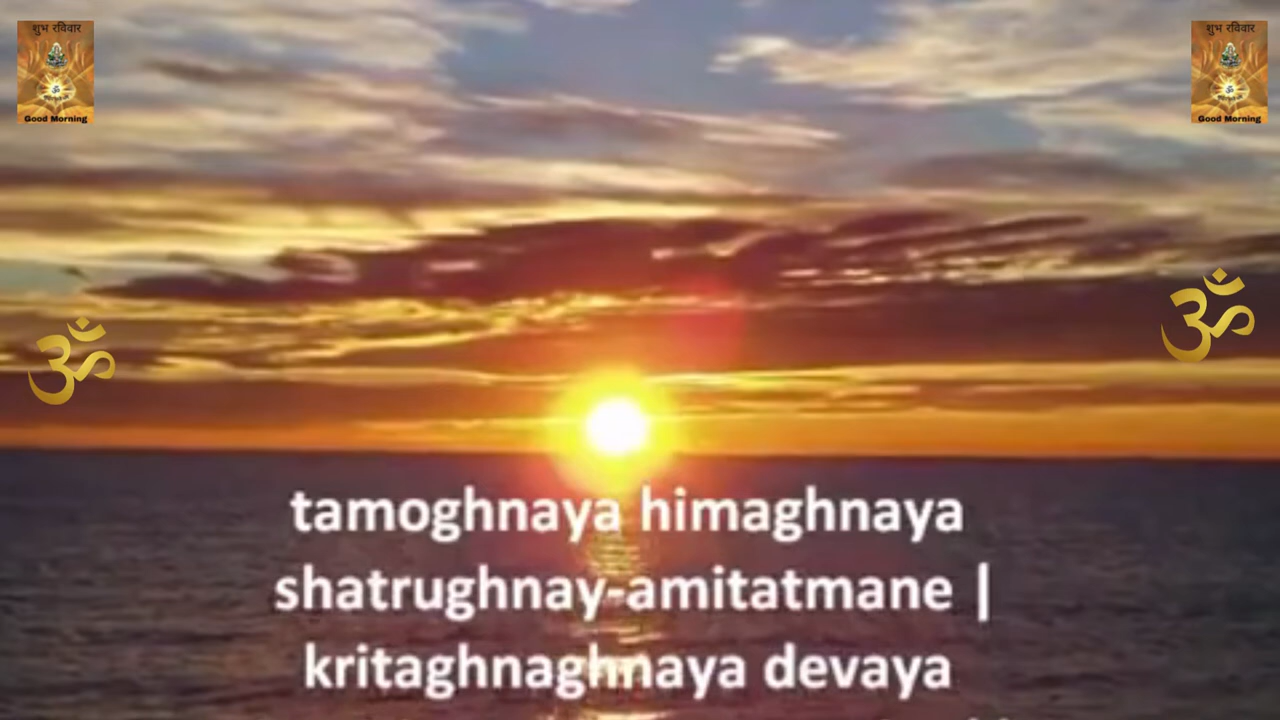 शुभ रविवार
ॐ
Good Morning
शुभ रविवार
ॐ
Good Morning
ॐ
ॐ
tamoghnaya himaghnaya
shatrughnay-amitatmane |
kritaghnaghnaya devaya